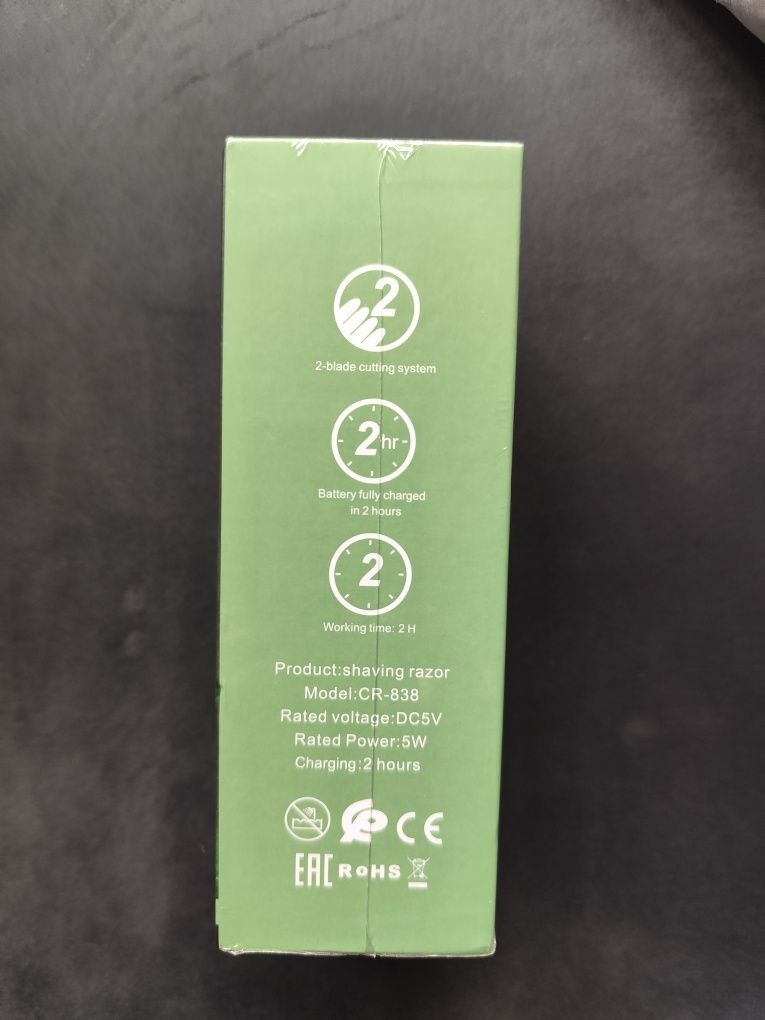 2
2-blade cutting system
2hr
Battery fully charged
in 2 hours
2
Working time: 2 H
Product:shaving razor
Model:CR-838
Rated voltage:DC5V
Rated Power:5W
Charging:2 hours
CE
EAC RoHS